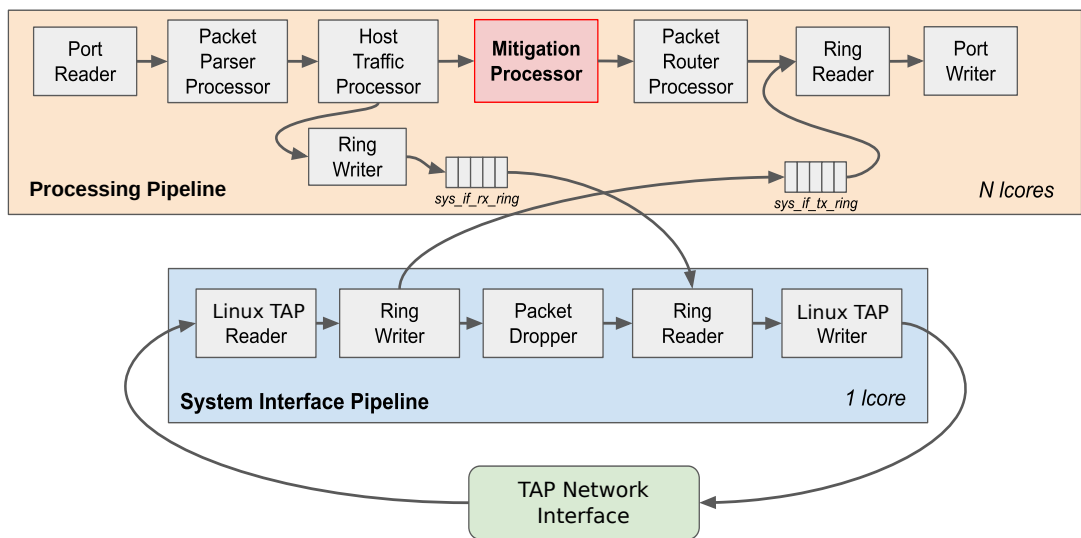 Port
Reader
Packet
Parser
Processor
Host
Traffic
Processor
Mitigation
Processor
Packet
Router
Processor
Ring
Reader
Port
Writer
Ring
Writer
sys_if_rx_ring
sys_if_tx_ring
Processing Pipeline
N lcores
Linux TAP
Reader
Ring
Writer
Packet
Dropper
Ring
Reader
Linux TAP
Writer
System Interface Pipeline
1 lcore
TAP Network
Interface